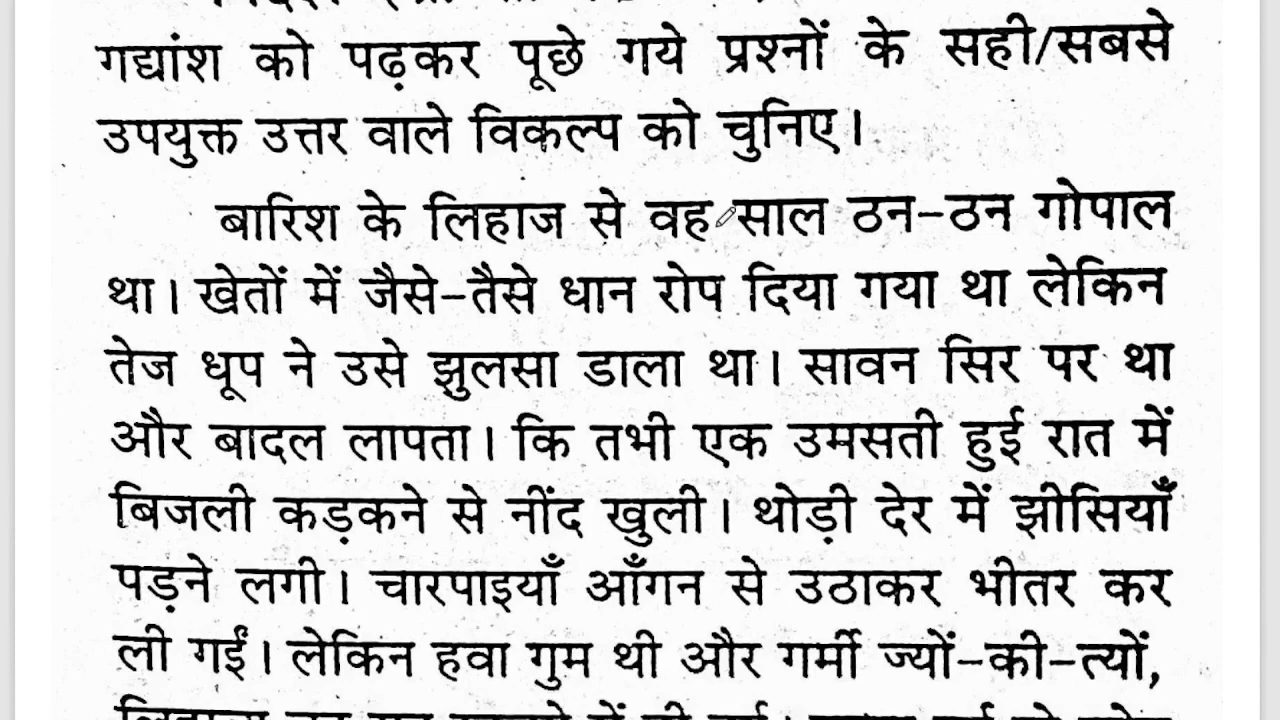 गद्यांश को पढ़कर पूछे गये प्रश्नों के सही/सबसे
उपयुक्त उत्तर वाले विकल्प को चुनिए।
बारिश के लिहाज से वह साल ठन-ठन गोपाल
था। खेतों में जैसे-तैसे धान रोप दिया गया था लेकिन
तेज धूप ने उसे झुलसा डाला था। सावन सिर पर था
और बादल लापता। कि तभी एक उमसती हुई रात में
बिजली कड़कने से नींद खुली। थोड़ी देर में झीसियाँ
पड़ने लगी। चारपाइयाँ आँगन से उठाकर भीतर कर
ली गईं। लेकिन हवा गुम थी और गर्मी ज्यों-की-त्यों,